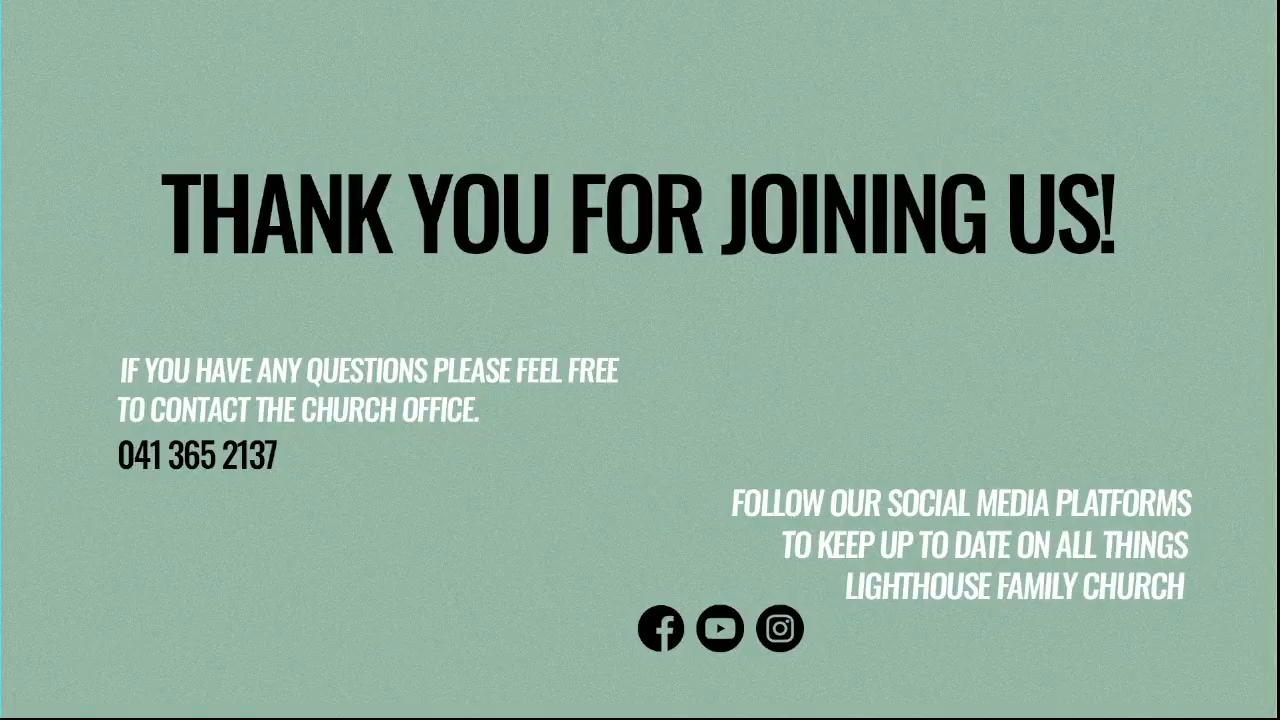 THANK YOU FOR JOINING US!
IF YOU HAVE ANY QUESTIONS PLEASE FEEL FREE
TO CONTACT THE CHURCH OFFICE.
041 365 2137
FOLLOW OUR SOCIAL MEDIA PLATFORMS
TO KEEP UP TO DATE ON ALL THINGS
LIGHTHOUSE FAMILY CHURCH